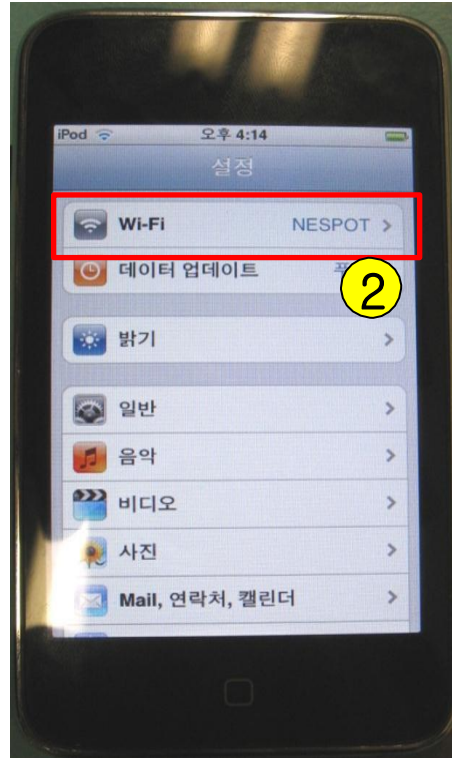 iPod 오후 4:14
설정
Wi-Fi NESPOT
데이터 업데이트
②
밝기
일반
음악
비디오
사진
Mail, 연락처, 캘린더